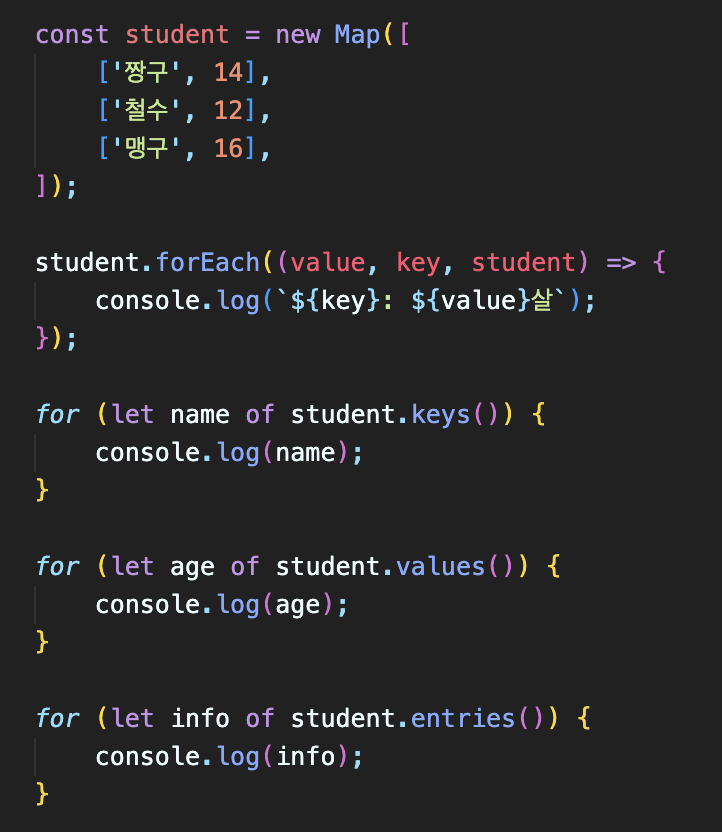 const student = new Map([
    ['짱구', 14],
    ['철수', 12],
    ['맹구', 16],
]);
student.forEach((value, key, student) => {
    console.log(`${key}: ${value}살`);
});
for (let name of student.keys()) {
    console.log(name);
}
for (let age of student.values()) {
    console.log(age);
}
for (let info of student.entries()) {
    console.log(info);
}